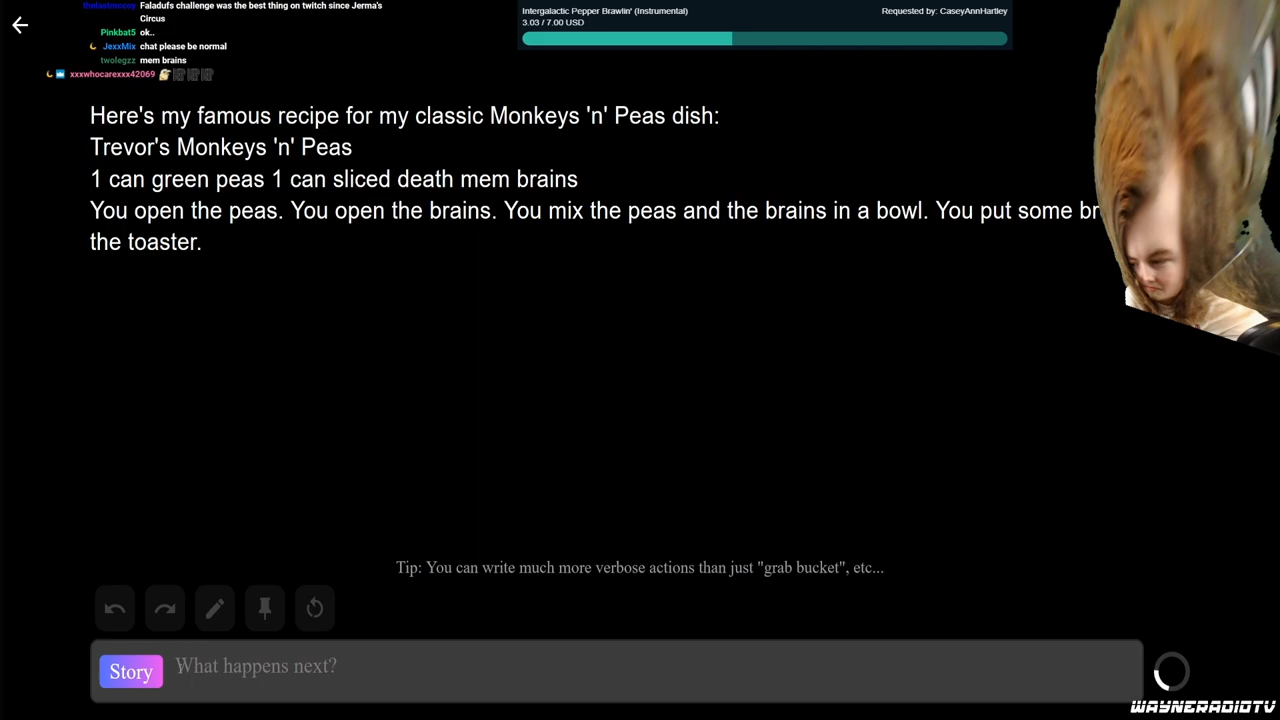 thelastemcoy Faladufs challenge was the best thing on twitch since Jerma's
Circus
Pinkbat5 ok..
JexxMix chat please be normal
twolegzz mem brains
xxxwhocarexxx42069
Intergalactic Pepper Brawlin' (Instrumental)
Requested by: CaseyAnnHartley
3.03 / 7.00 USD
Here's my famous recipe for my classic Monkeys 'n' Peas dish:
Trevor's Monkeys 'n' Peas
1 can green peas 1 can sliced death mem brains
You open the peas. You open the brains. You mix the peas and the brains in a bowl. You put some
the toaster.
Tip: You can write much more verbose actions than just "grab bucket", etc...
Story What happens next?
WAYNERADIOTV